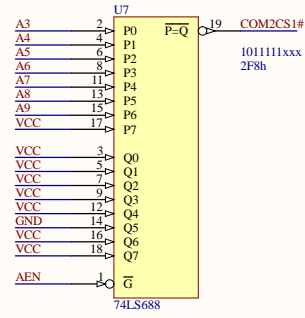 U7
A3 2 P0 P=Q 19 COM2CS1#
A4 4 P1
A5 6 P2 1011111xxx
A6 8 P3 2F8h
A7 11 P4
A8 13 P5
A9 15 P6
VCC 17 P7
VCC 3 Q0
VCC 5 Q1
VCC 7 Q2
VCC 9 Q3
VCC 12 Q4
GND 14 Q5
VCC 16 Q6
VCC 18 Q7
AEN 1 G
74LS688